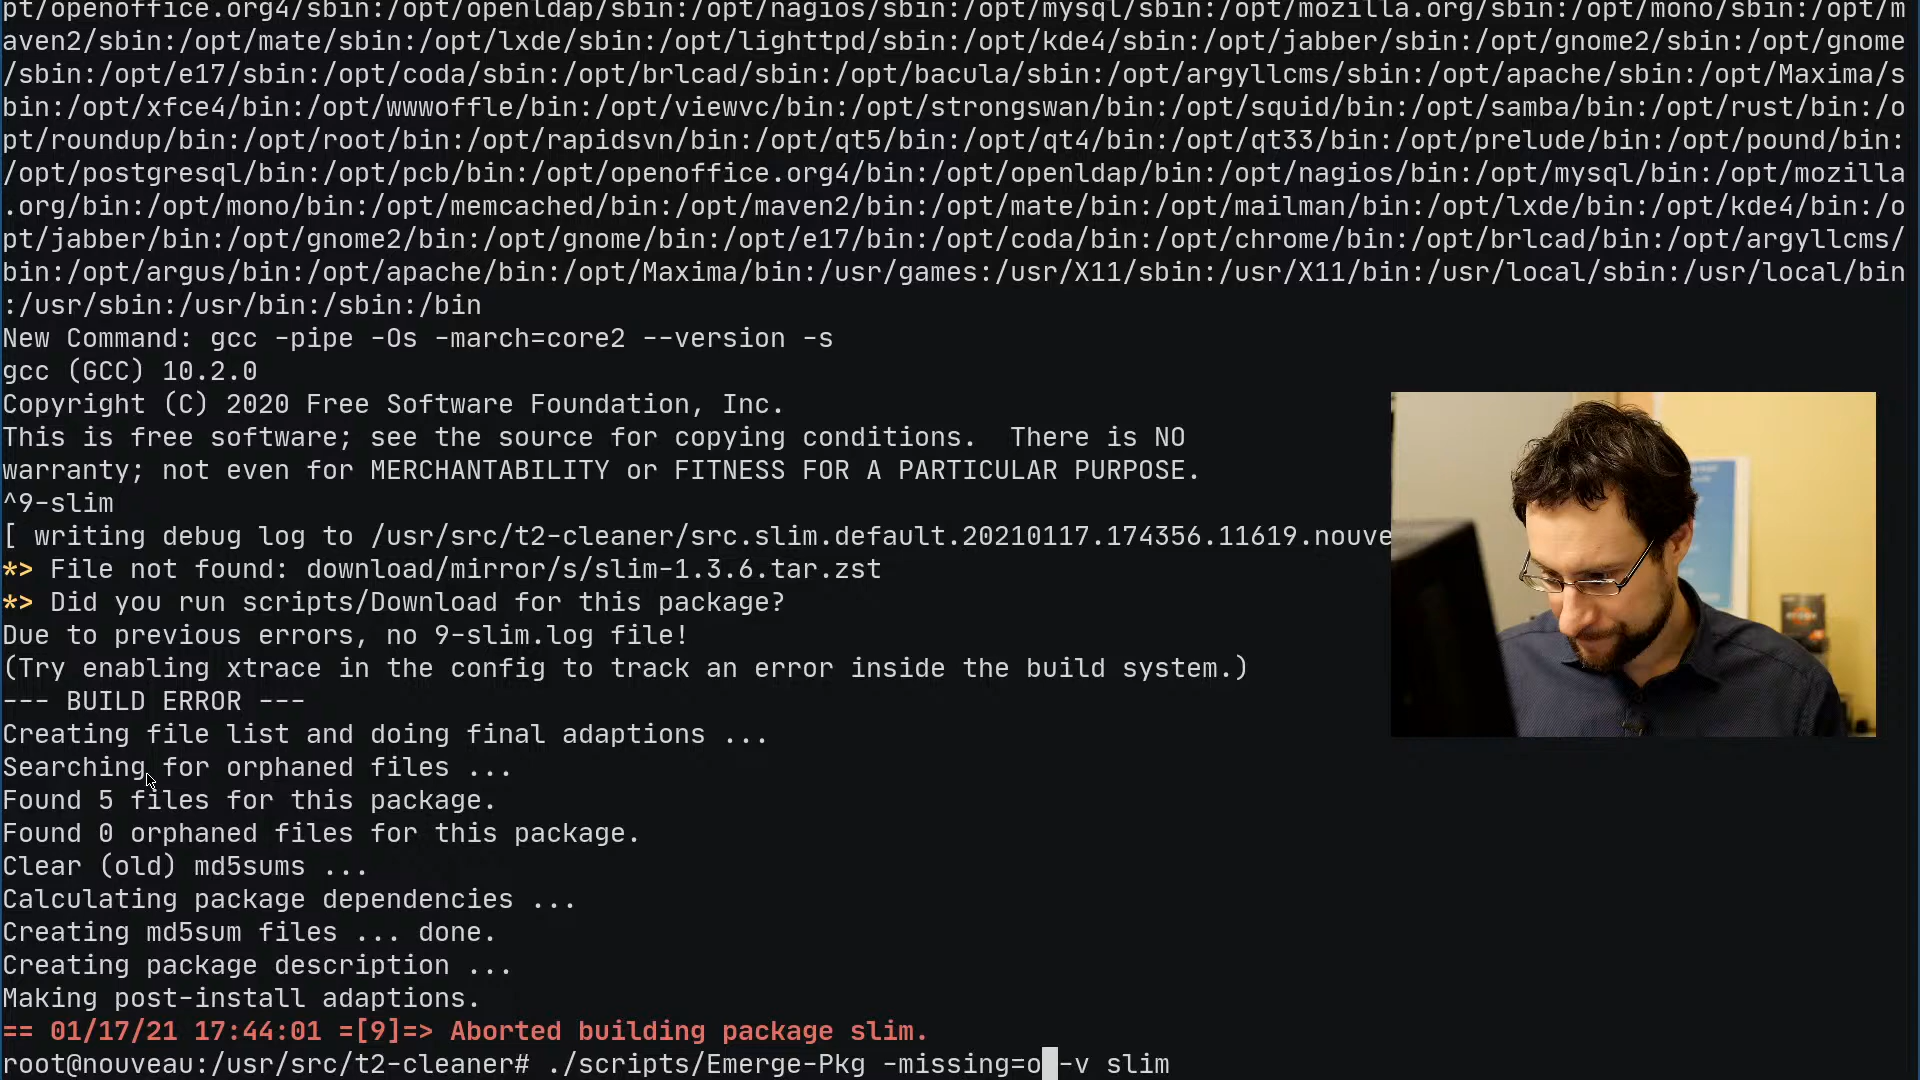 pt/openoffice.org4/sbin:/opt/openldap/sbin:/opt/nagios/sbin:/opt/mysql/sbin:/opt/mozilla.org/sbin:/opt/mono/sbin:/opt/m
aven2/sbin:/opt/mate/sbin:/opt/lxde/sbin:/opt/lighttpd/sbin:/opt/kde4/sbin:/opt/jabber/sbin:/opt/gnome2/sbin:/opt/gnome
/sbin:/opt/e17/sbin:/opt/coda/sbin:/opt/brlcad/sbin:/opt/bacula/sbin:/opt/argyllcms/sbin:/opt/apache/sbin:/opt/Maxima/s
bin:/opt/xfce4/bin:/opt/wwwoffle/bin:/opt/viewvc/bin:/opt/strongswan/bin:/opt/squid/bin:/opt/samba/bin:/opt/rust/bin:/o
pt/roundup/bin:/opt/root/bin:/opt/rapidsvn/bin:/opt/qt5/bin:/opt/qt4/bin:/opt/qt33/bin:/opt/prelude/bin:/opt/pound/bin:
/opt/postgresql/bin:/opt/pcb/bin:/opt/openoffice.org4/bin:/opt/openldap/bin:/opt/nagios/bin:/opt/mysql/bin:/opt/mozilla
.org/bin:/opt/mono/bin:/opt/memcached/bin:/opt/maven2/bin:/opt/mate/bin:/opt/mailman/bin:/opt/lxde/bin:/opt/kde4/bin:/o
pt/jabber/bin:/opt/gnome2/bin:/opt/gnome/bin:/opt/e17/bin:/opt/coda/bin:/opt/chrome/bin:/opt/brlcad/bin:/opt/argyllcms/
bin:/opt/argus/bin:/opt/apache/bin:/opt/Maxima/bin:/usr/games:/usr/X11/sbin:/usr/X11/bin:/usr/local/sbin:/usr/local/bin
:/usr/sbin:/usr/bin:/sbin:/bin
New Command: gcc -pipe -Os -march=core2 --version -s
gcc (GCC) 10.2.0
Copyright (C) 2020 Free Software Foundation, Inc.
This is free software; see the source for copying conditions.  There is NO
warranty; not even for MERCHANTABILITY or FITNESS FOR A PARTICULAR PURPOSE.
^9-slim
[ writing debug log to /usr/src/t2-cleaner/src.slim.default.20210117.174356.11619.nouve
*> File not found: download/mirror/s/slim-1.3.6.tar.zst
*> Did you run scripts/Download for this package?
Due to previous errors, no 9-slim.log file!
(Try enabling xtrace in the config to track an error inside the build system.)
--- BUILD ERROR ---
Creating file list and doing final adaptions ...
Searching for orphaned files ...
Found 5 files for this package.
Found 0 orphaned files for this package.
Clear (old) md5sums ...
Calculating package dependencies ...
Creating md5sum files ... done.
Creating package description ...
Making post-install adaptions.
== 01/17/21 17:44:01 =[9]=> Aborted building package slim.
root@nouveau:/usr/src/t2-cleaner# ./scripts/Emerge-Pkg -missing=o -v slim